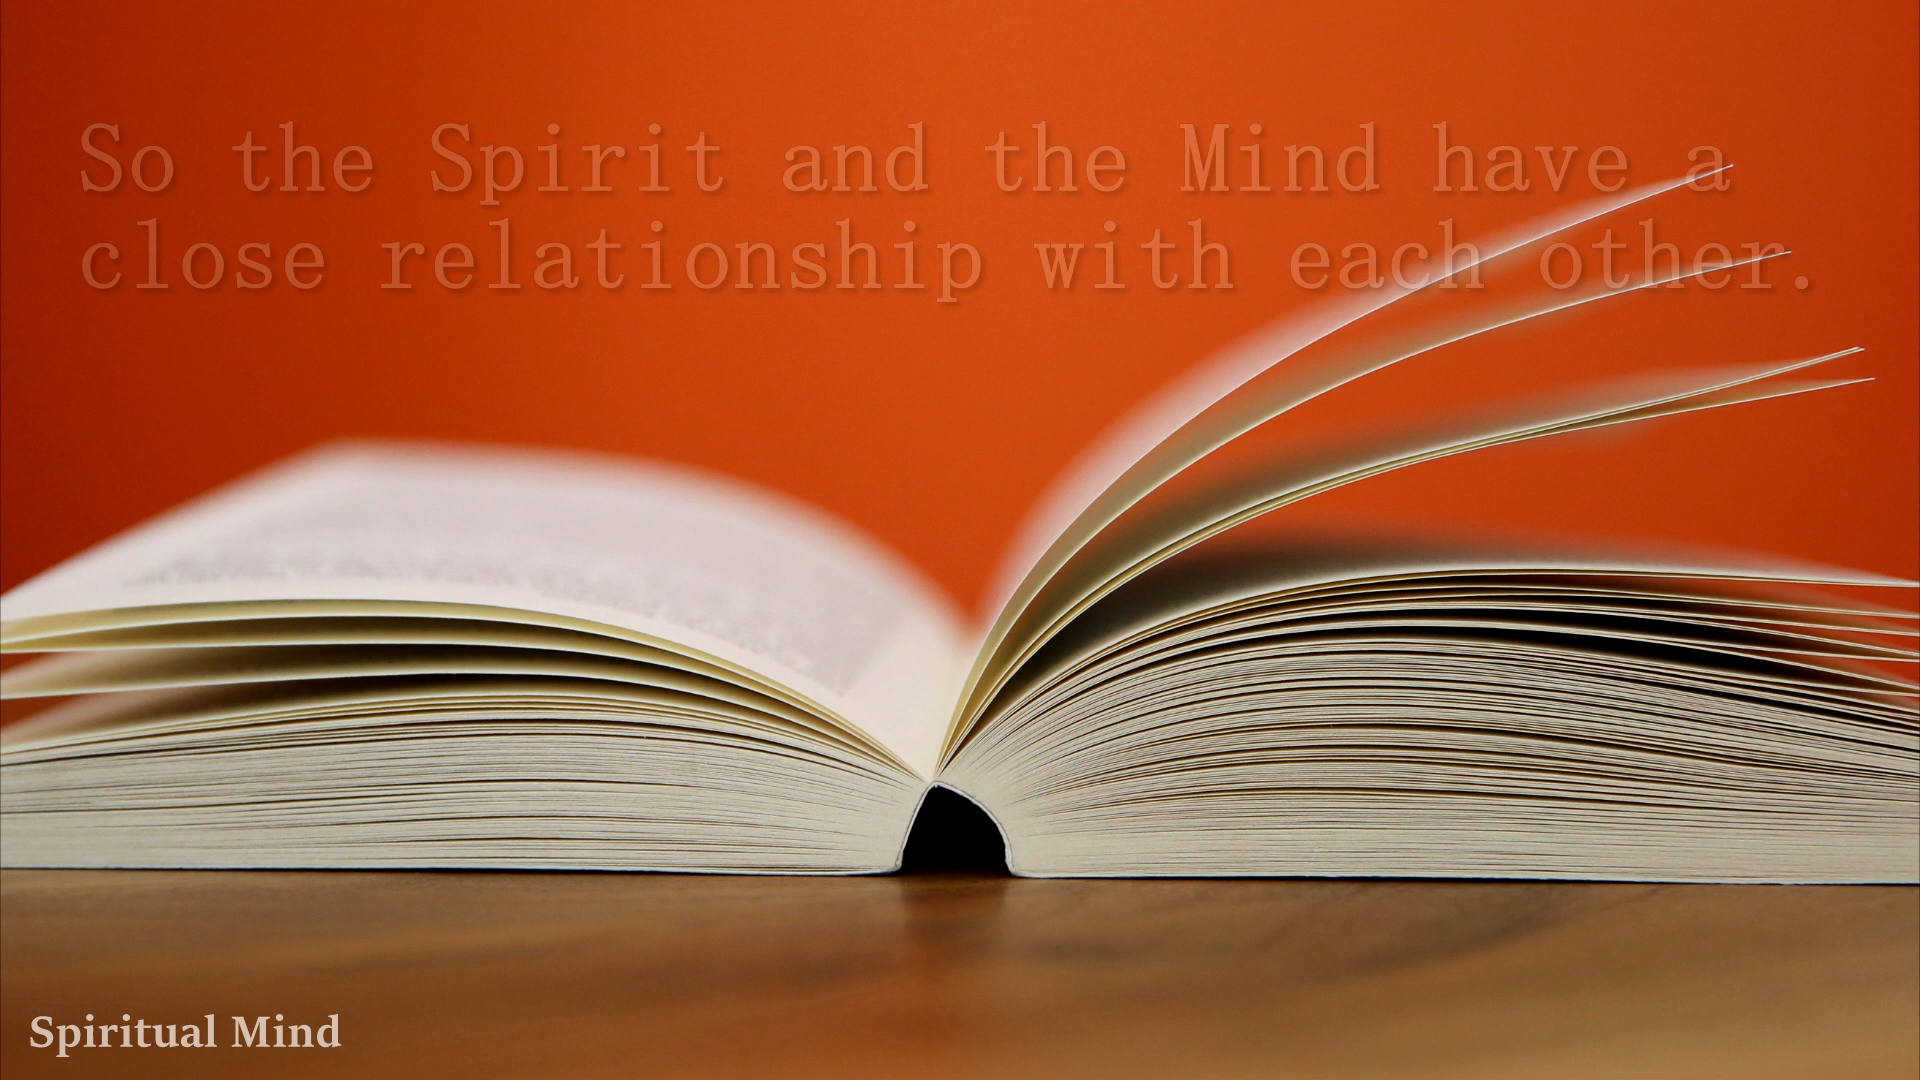 So the Spirit and the Mind have a
close relationship with each other.
Spiritual Mind